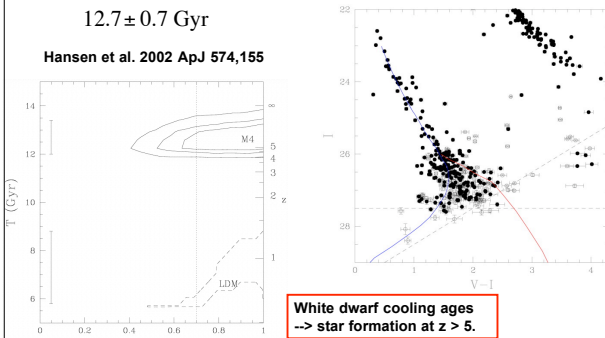 12.7± 0.7 Gyr
Hansen et al. 2002 ApJ 574,155
T (Gyr)
14
12
10
8
6
M4
LDM
∞
5
4
3
2
z
1
0
0.2
0.4
0.6
0.8
1
22
24
26
28
I
0
1
2
3
4
V−I
White dwarf cooling ages
--> star formation at z > 5.